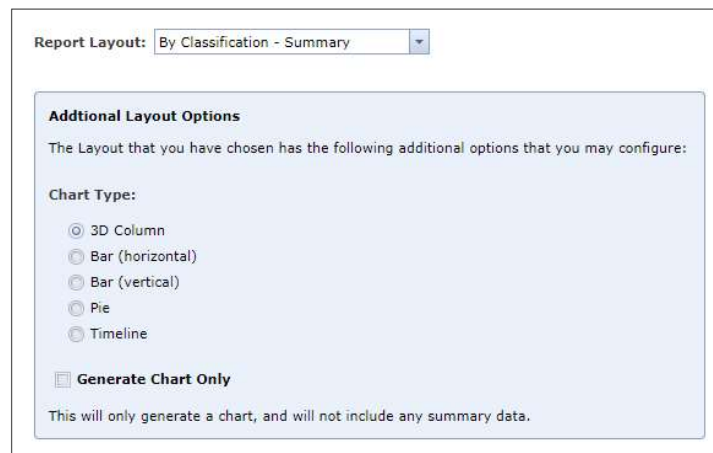 Report Layout: By Classification - Summary
Addtional Layout Options
The Layout that you have chosen has the following additional options that you may configure:
Chart Type:
3D Column
Bar (horizontal)
Bar (vertical)
Pie
Timeline
Generate Chart Only
This will only generate a chart, and will not include any summary data.